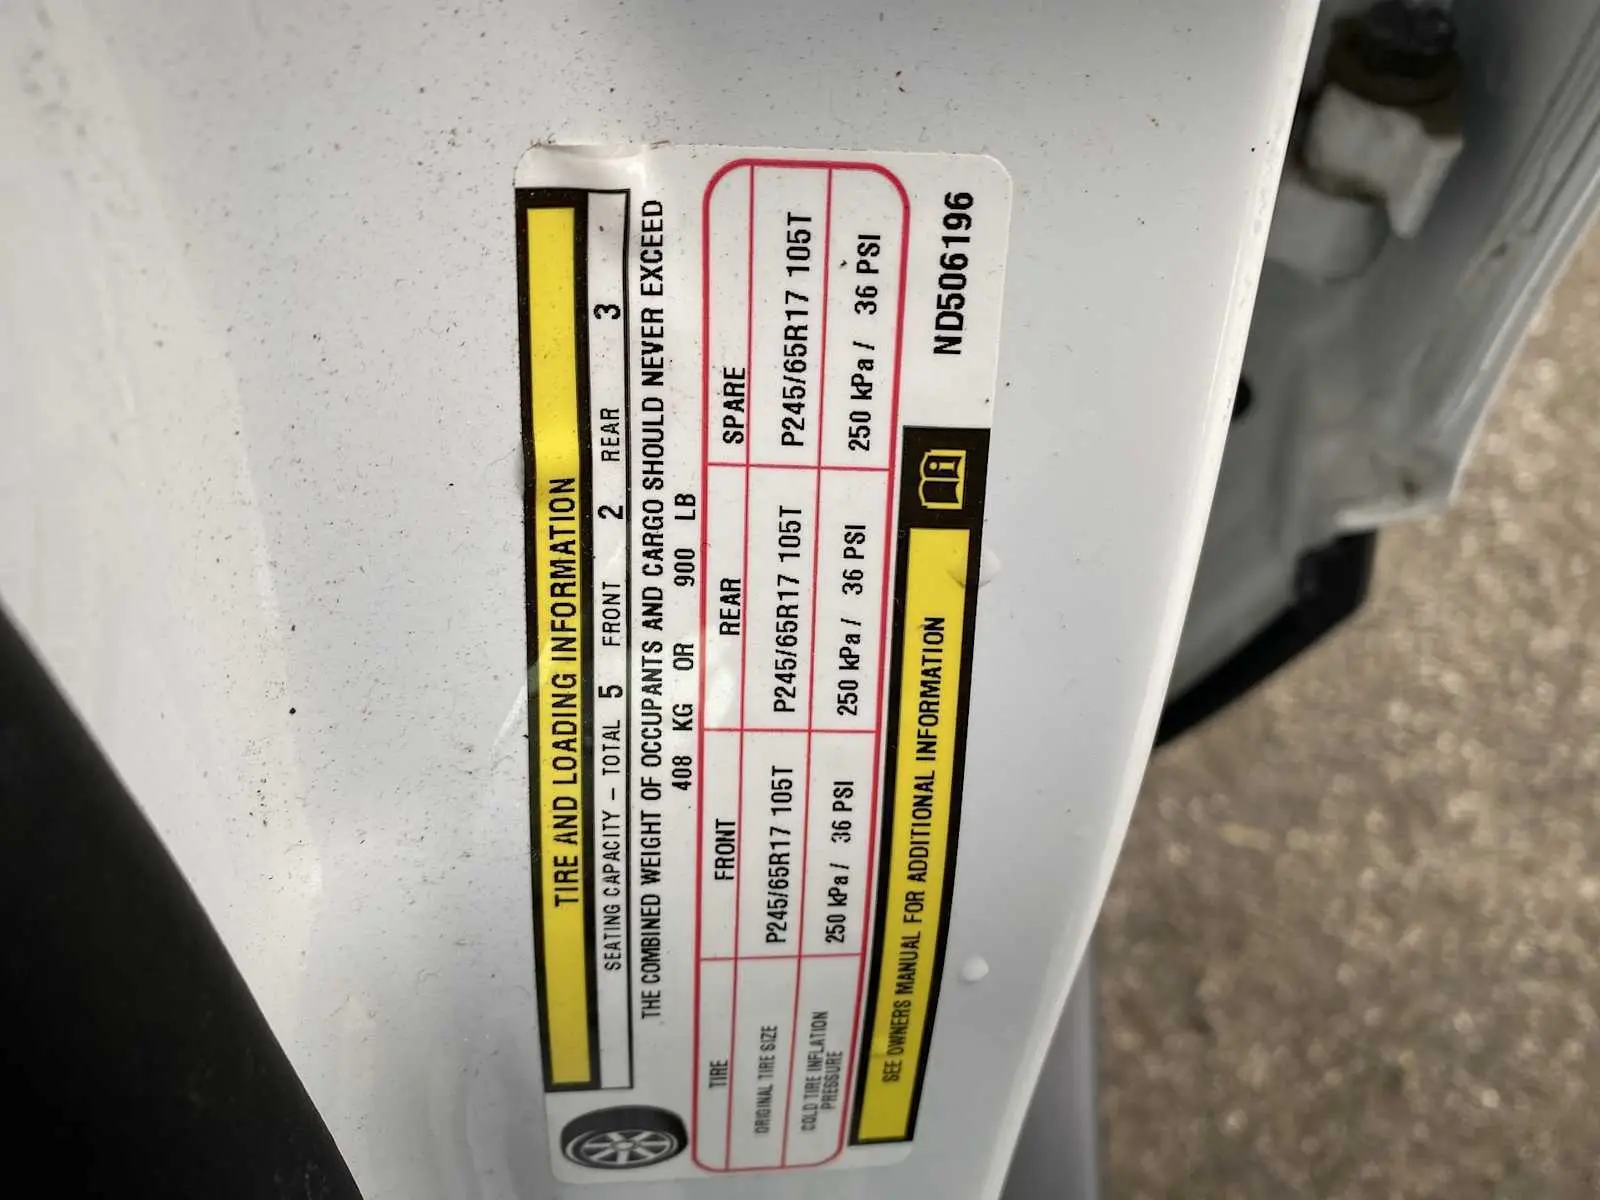 TIRE AND LOADING INFORMATION
SEATING CAPACITY – TOTAL 5 FRONT 2 REAR 3
THE COMBINED WEIGHT OF OCCUPANTS AND CARGO SHOULD NEVER EXCEED
408 KG OR 900 LB
TIRE FRONT REAR SPARE
ORIGINAL TIRE SIZE P245/65R17 105T P245/65R17 105T P245/65R17 105T
COLD TIRE INFLATION PRESSURE 250 kPa / 36 PSI 250 kPa / 36 PSI 250 kPa / 36 PSI
SEE OWNERS MANUAL FOR ADDITIONAL INFORMATION
ND506196